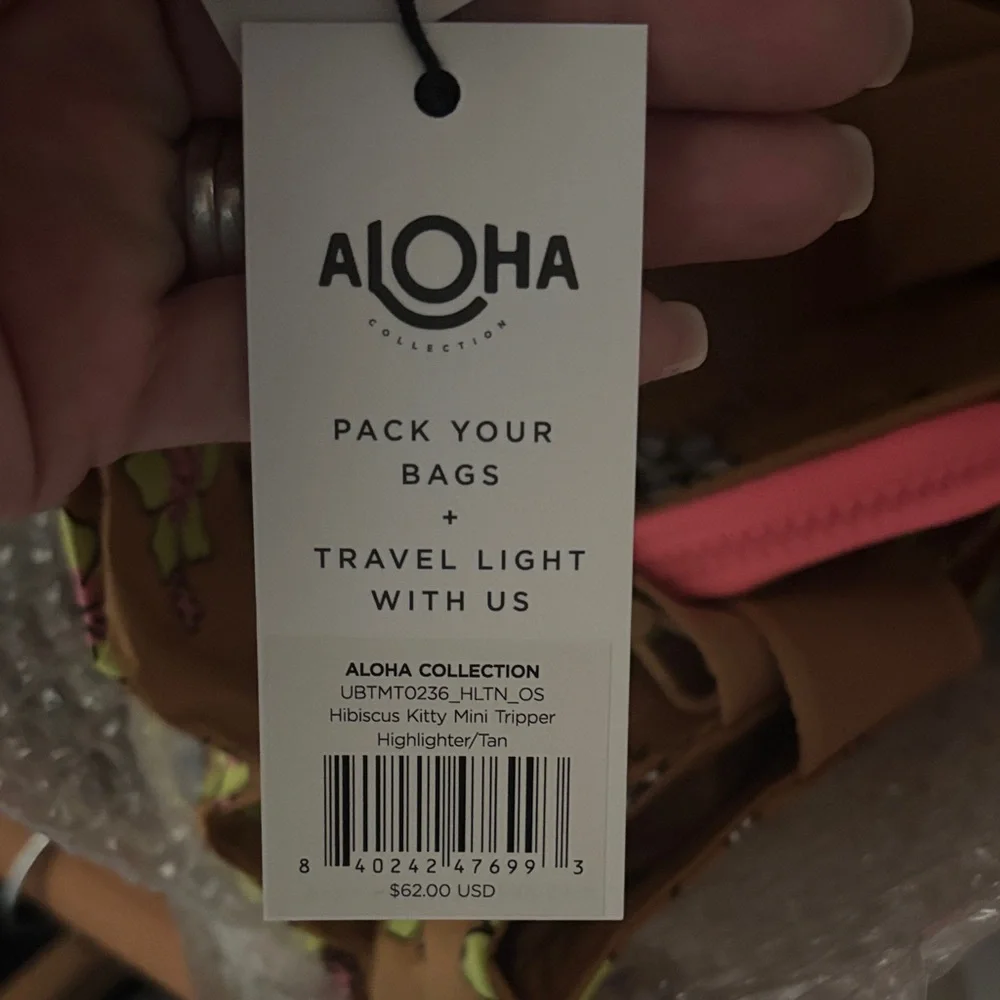 ALOHA
COLLECTION
PACK YOUR
BAGS
+
TRAVEL LIGHT
WITH US
ALOHA COLLECTION
UBTMT0236_HLTN_OS
Hibiscus Kitty Mini Tripper
Highlighter/Tan
8 40242 47699 3
$62.00 USD